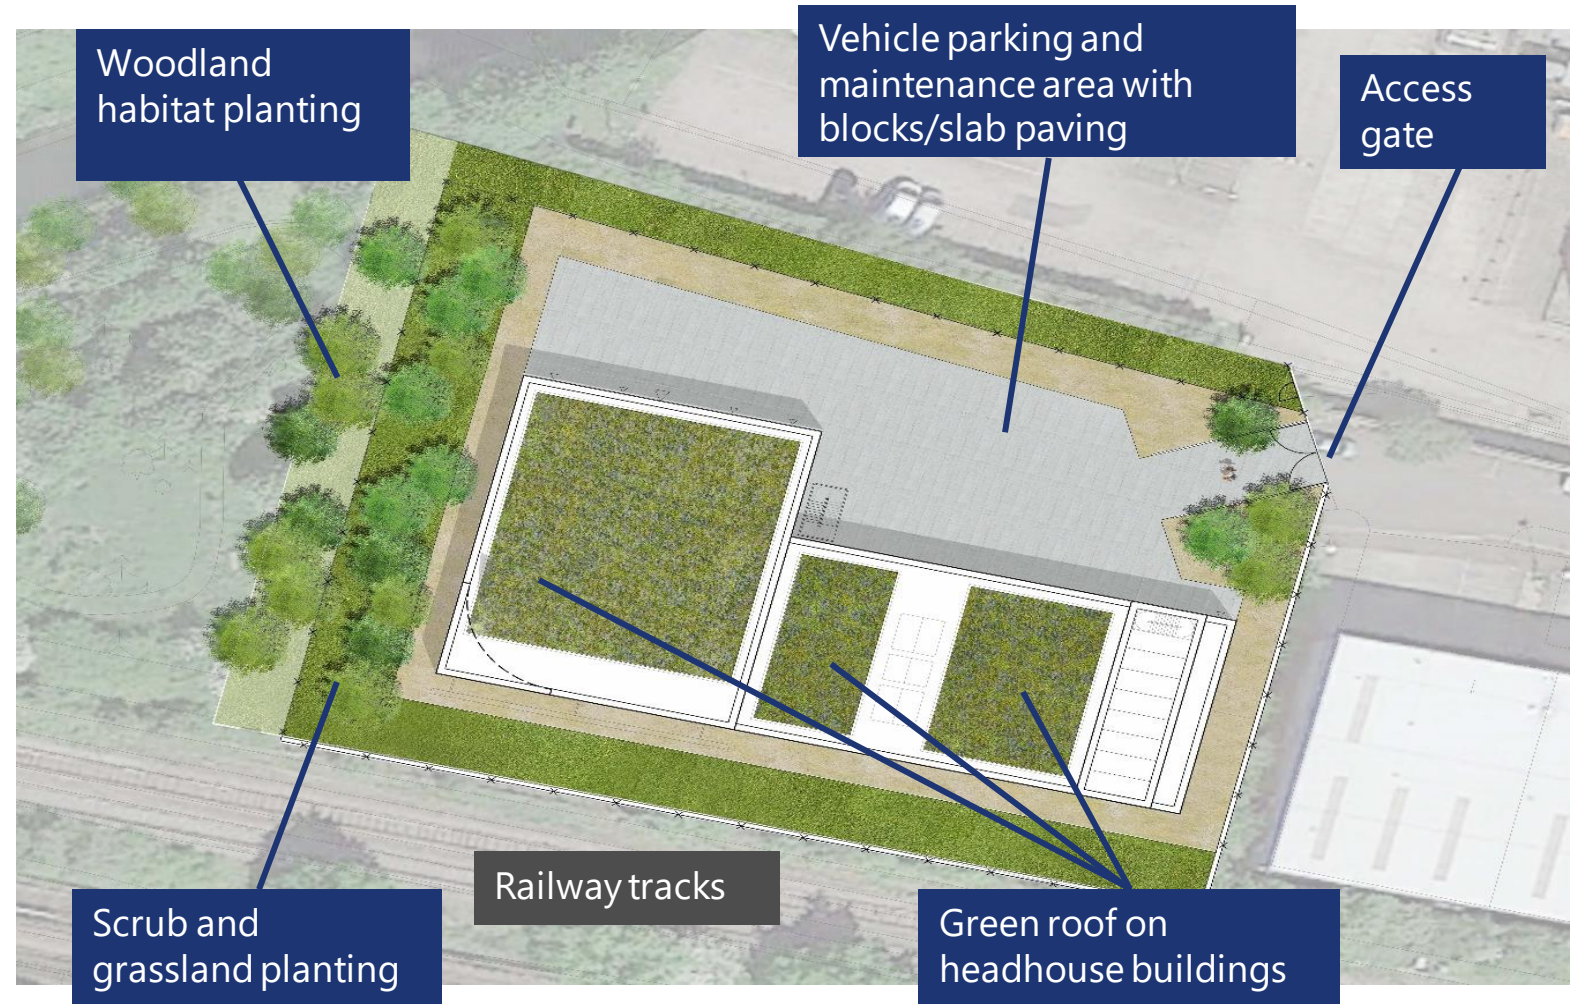 Woodland
habitat planting
Vehicle parking and
maintenance area with
blocks/slab paving
Access
gate
Railway tracks
Scrub and
grassland planting
Green roof on
headhouse buildings